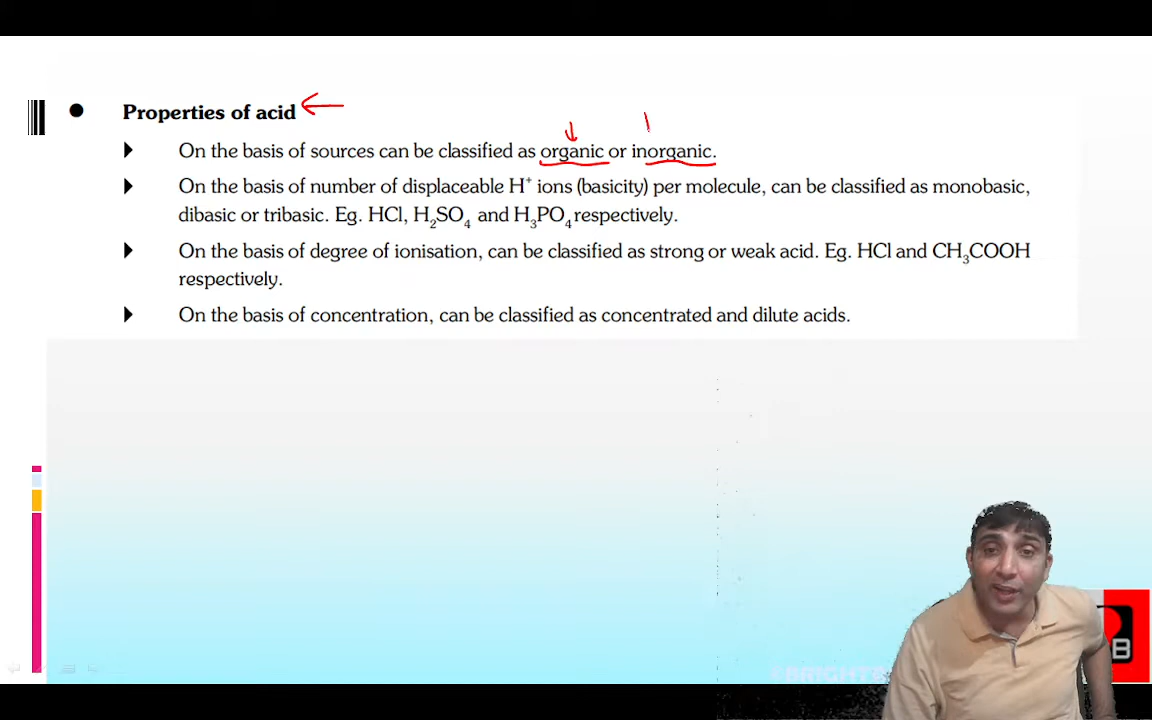 Properties of acid
On the basis of sources can be classified as organic or inorganic.
On the basis of number of displaceable H⁺ ions (basicity) per molecule, can be classified as monobasic,
dibasic or tribasic. Eg. HCl, H₂SO₄ and H₃PO₄ respectively.
On the basis of degree of ionisation, can be classified as strong or weak acid. Eg. HCl and CH₃COOH
respectively.
On the basis of concentration, can be classified as concentrated and dilute acids.
B